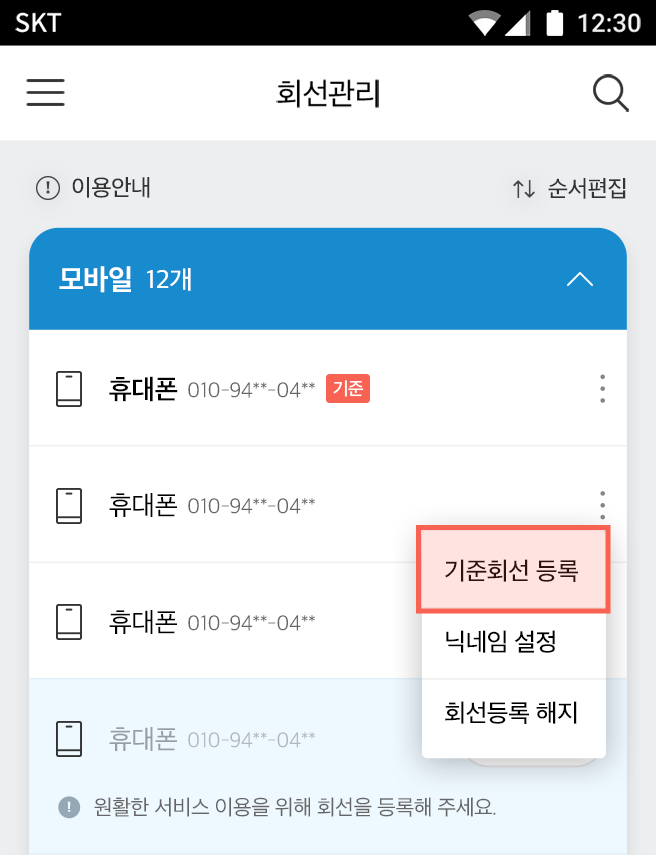 SKT 12:30
회선관리
이용안내 순서편집
모바일 12개
휴대폰 010-94**-04** 기준
휴대폰 010-94**-04**
기준회선 등록
휴대폰 010-94**-04**
닉네임 설정
회선등록 해지
휴대폰 010-94**-04**
원활한 서비스 이용을 위해 회선을 등록해 주세요.